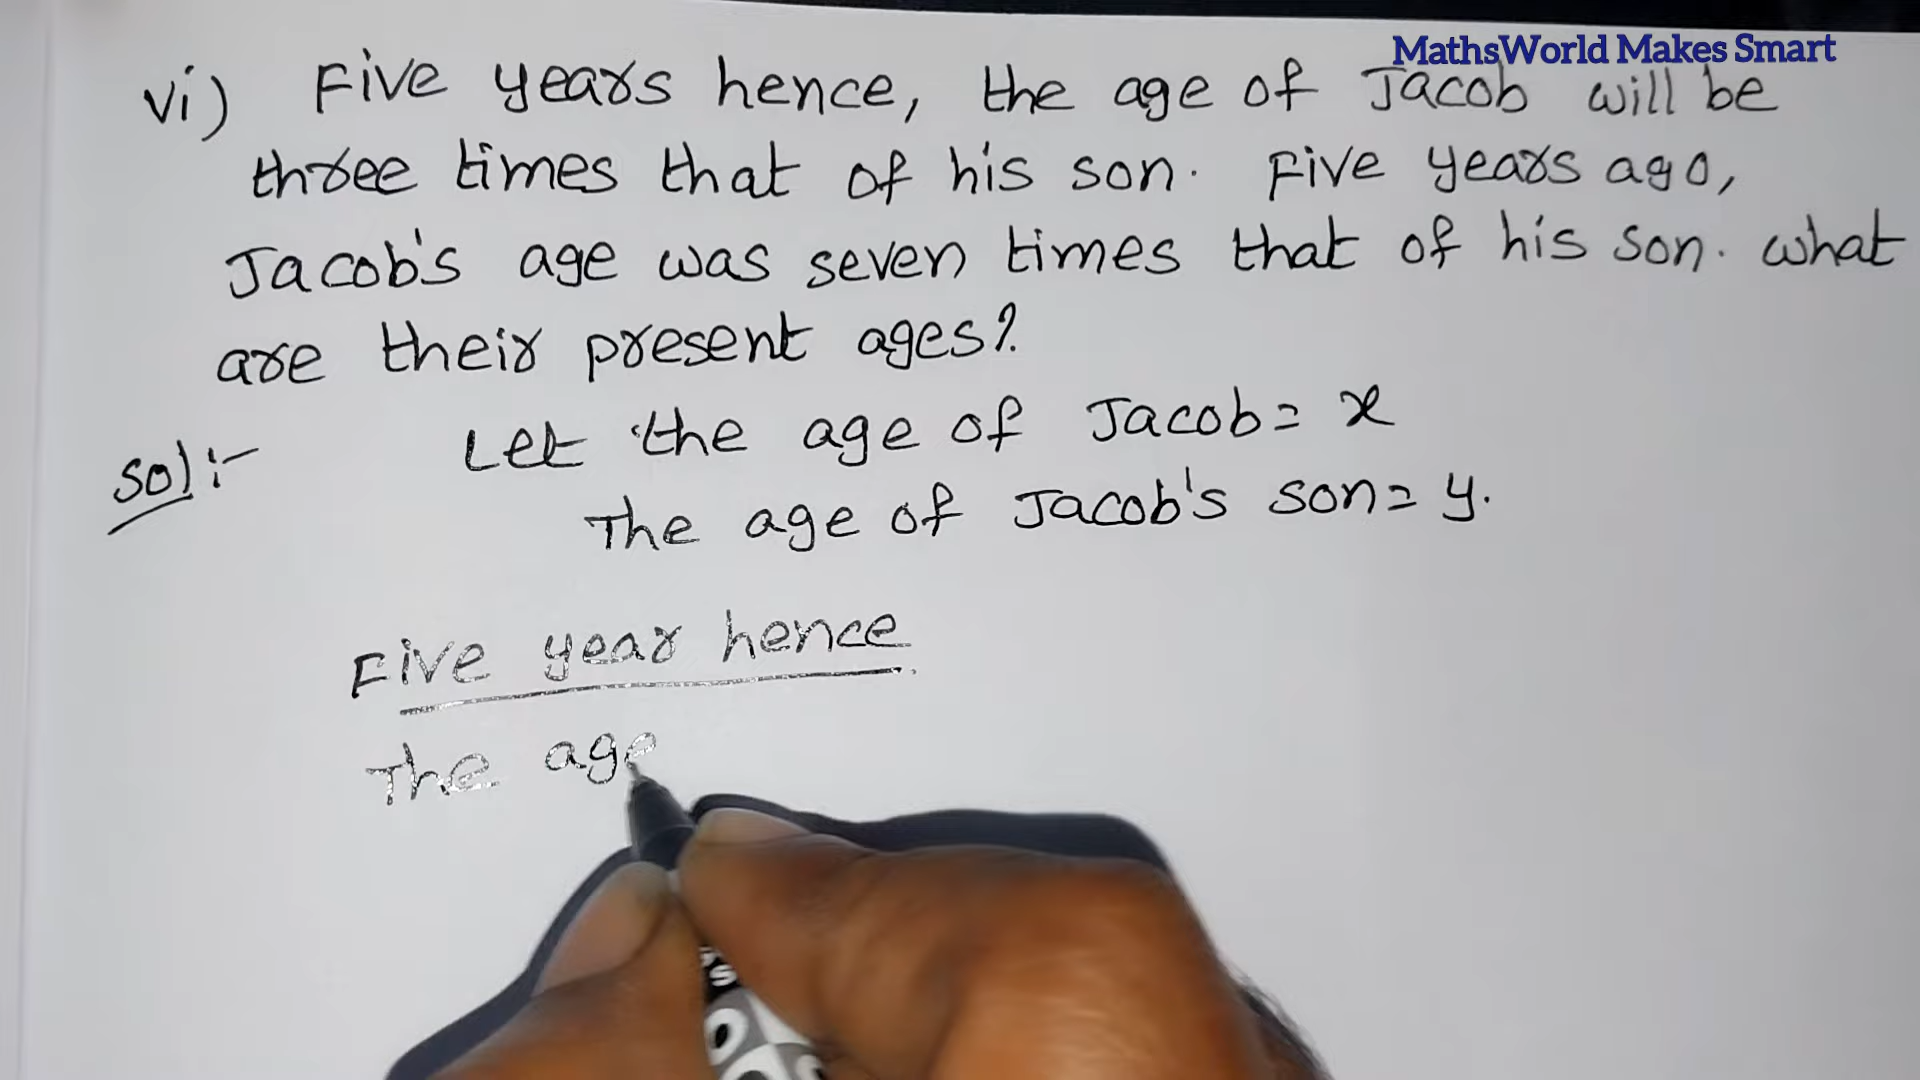 MathsWorld Makes Smart
vi) Five years hence, the age of Jacob will be
three times that of his son. Five years ago,
Jacob's age was seven times that of his son. what
are their present ages?
Sol:- Let the age of Jacob = x
The age of Jacob's son = y.
Five year hence
The age